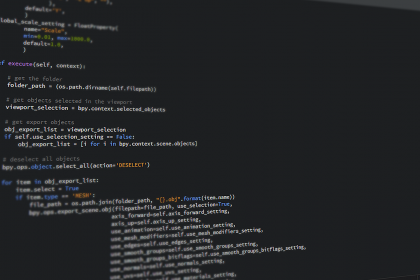 default="",
)
global_scale_setting = FloatProperty(
name="Scale",
min=0.01, max=1000.0,
default=1.0,
)
def execute(self, context):
# get the folder
folder_path = (os.path.dirname(self.filepath))
# get objects selected in the viewport
viewport_selection = bpy.context.selected_objects
# get export objects
obj_export_list = viewport_selection
if self.use_selection_setting == False:
obj_export_list = [i for i in bpy.context.scene.objects]
# deselect all objects
bpy.ops.object.select_all(action='DESELECT')
for item in obj_export_list:
item.select = True
if item.type == 'MESH':
file_path = os.path.join(folder_path, "{}.obj".format(item.name))
bpy.ops.export_scene.obj(filepath=file_path, use_selection=True,
axis_forward=self.axis_forward_setting,
axis_up=self.axis_up_setting,
use_animation=self.use_animation_setting,
use_mesh_modifiers=self.use_mesh_modifiers_setting,
use_edges=self.use_edges_setting,
use_smooth_groups=self.use_smooth_groups_setting,
use_smooth_groups_bitflags=self.use_smooth_groups_bitflags_setting,
use_normals=self.use_normals_setting,
use_uvs=self.use_uvs_setting,
use_materials=self.use_materials_setting,